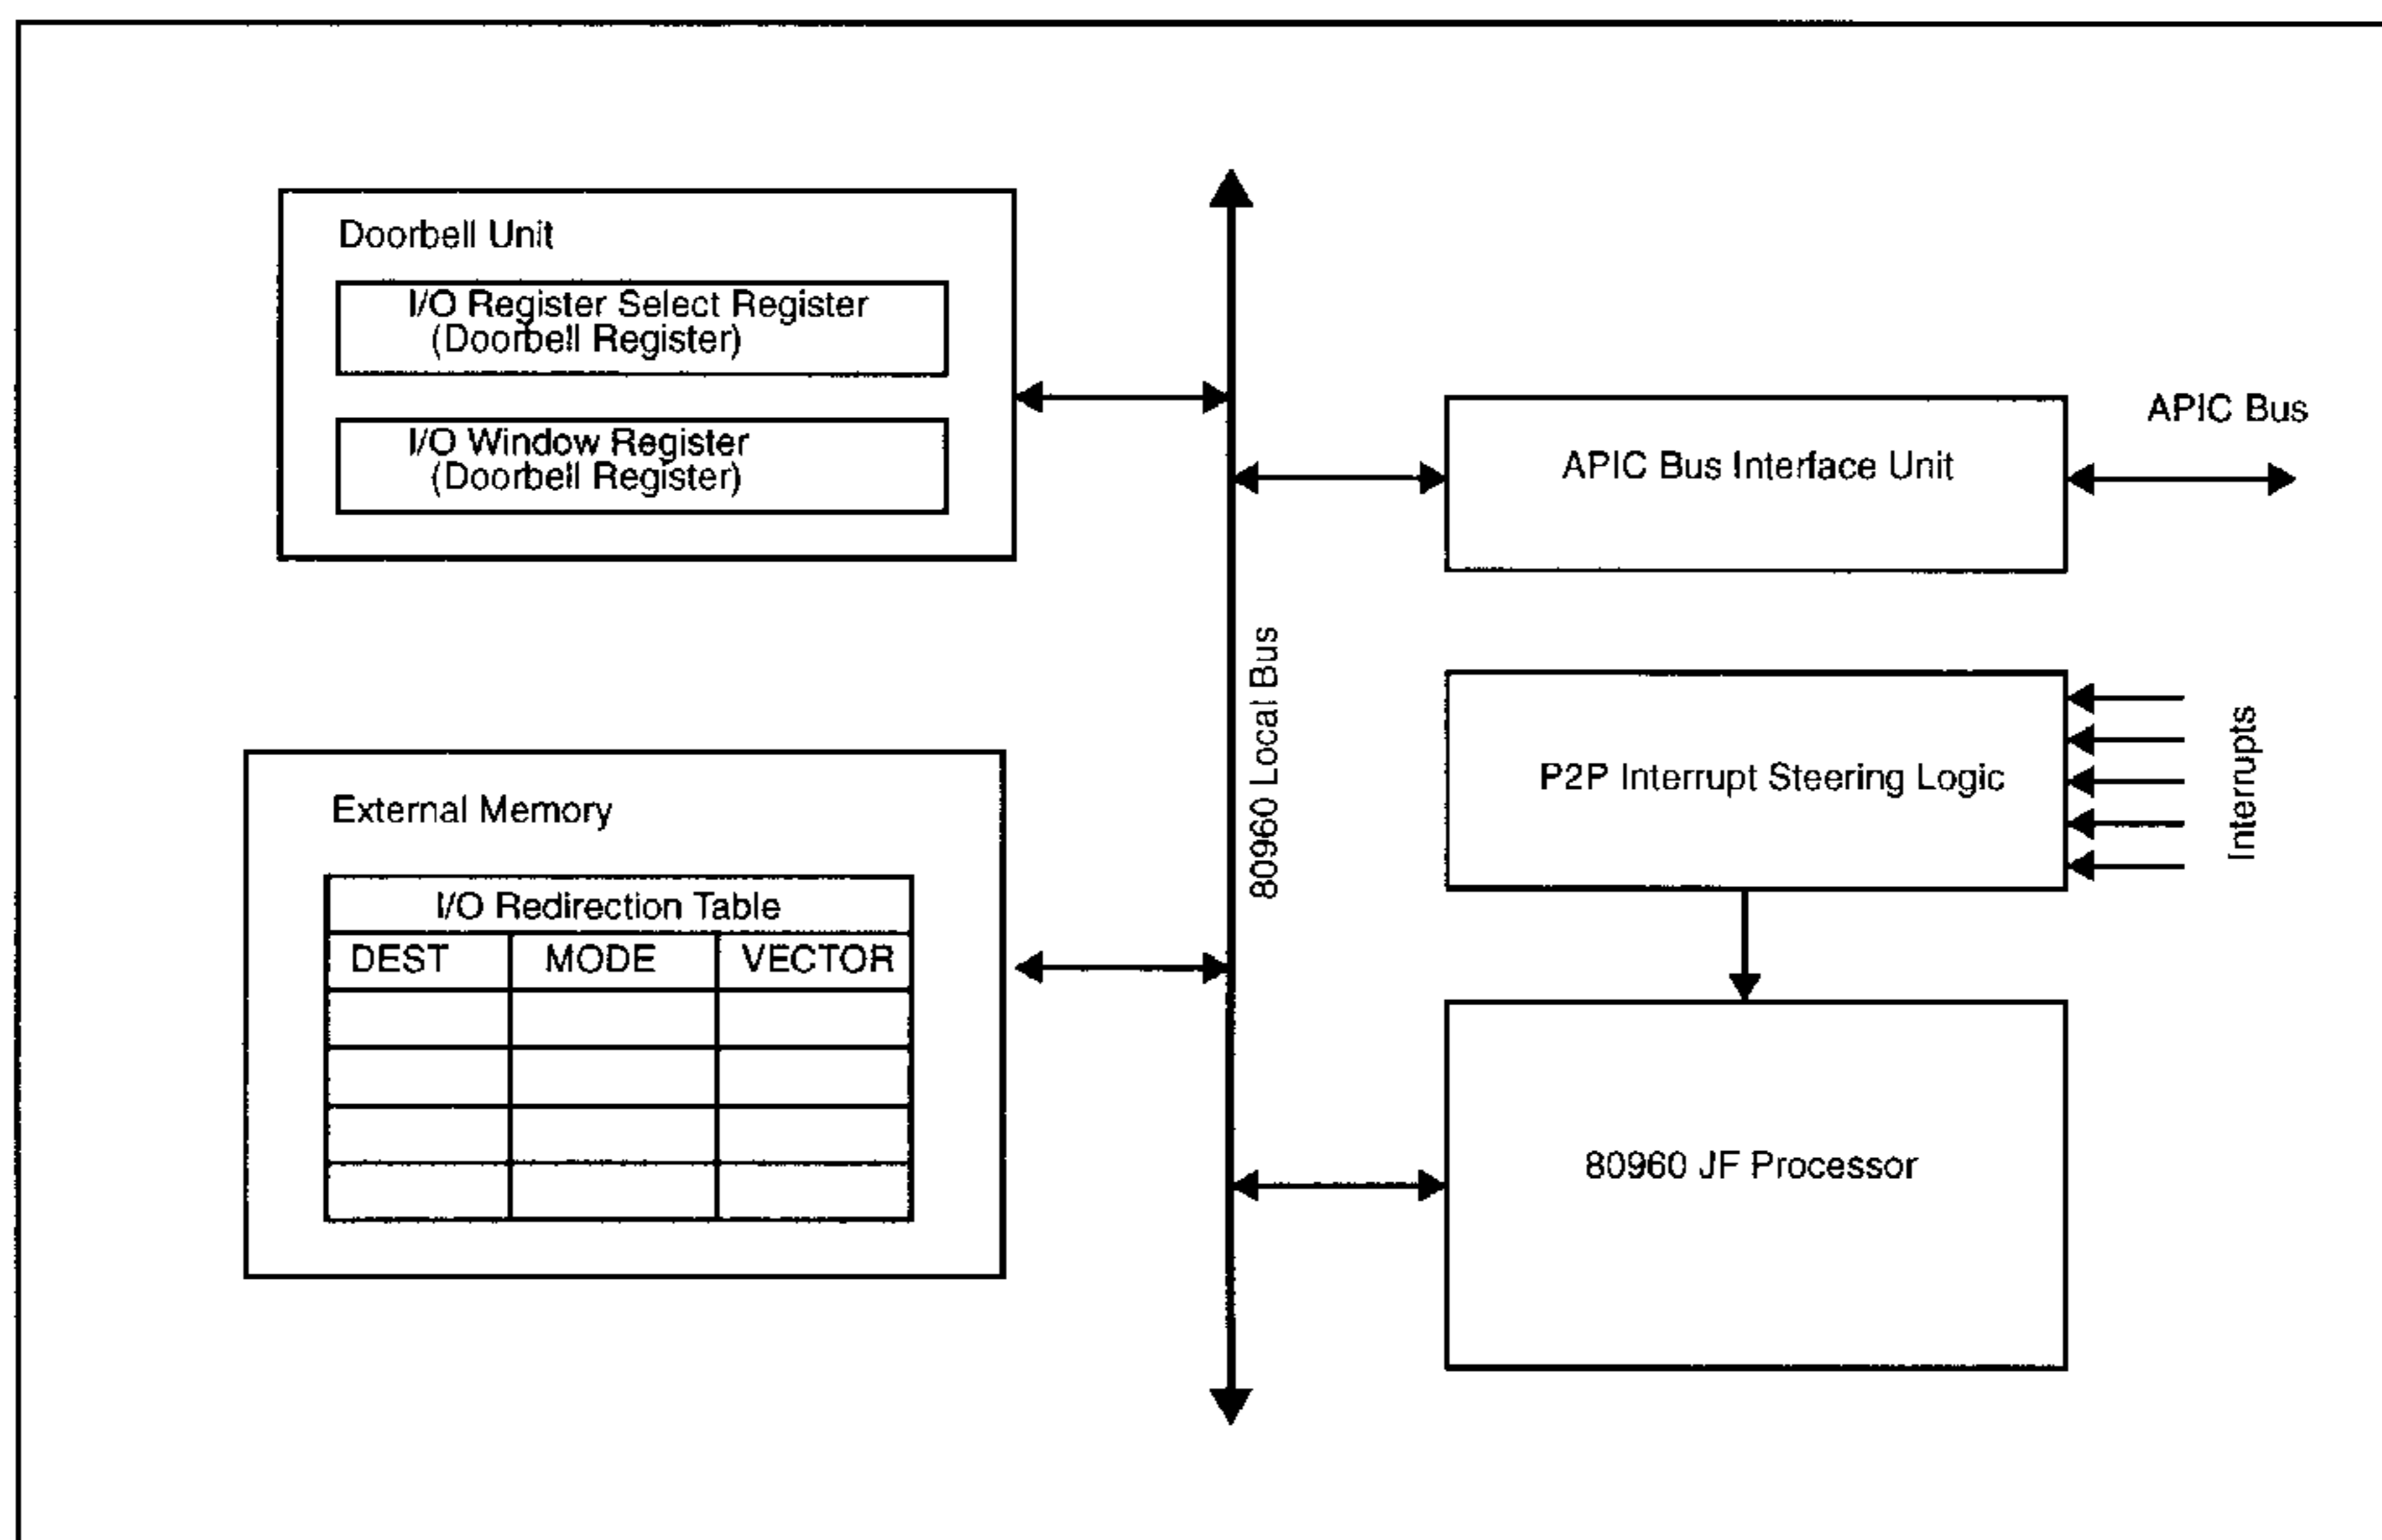 Doorbell Unit
I/O Register Select Register
(Doorbell Register)
I/O Window Register
(Doorbell Register)
External Memory
I/O Redirection Table
DEST MODE VECTOR
80960 Local Bus
APIC Bus Interface Unit
APIC Bus
P2P Interrupt Steering Logic
Interrupts
80960 JF Processor